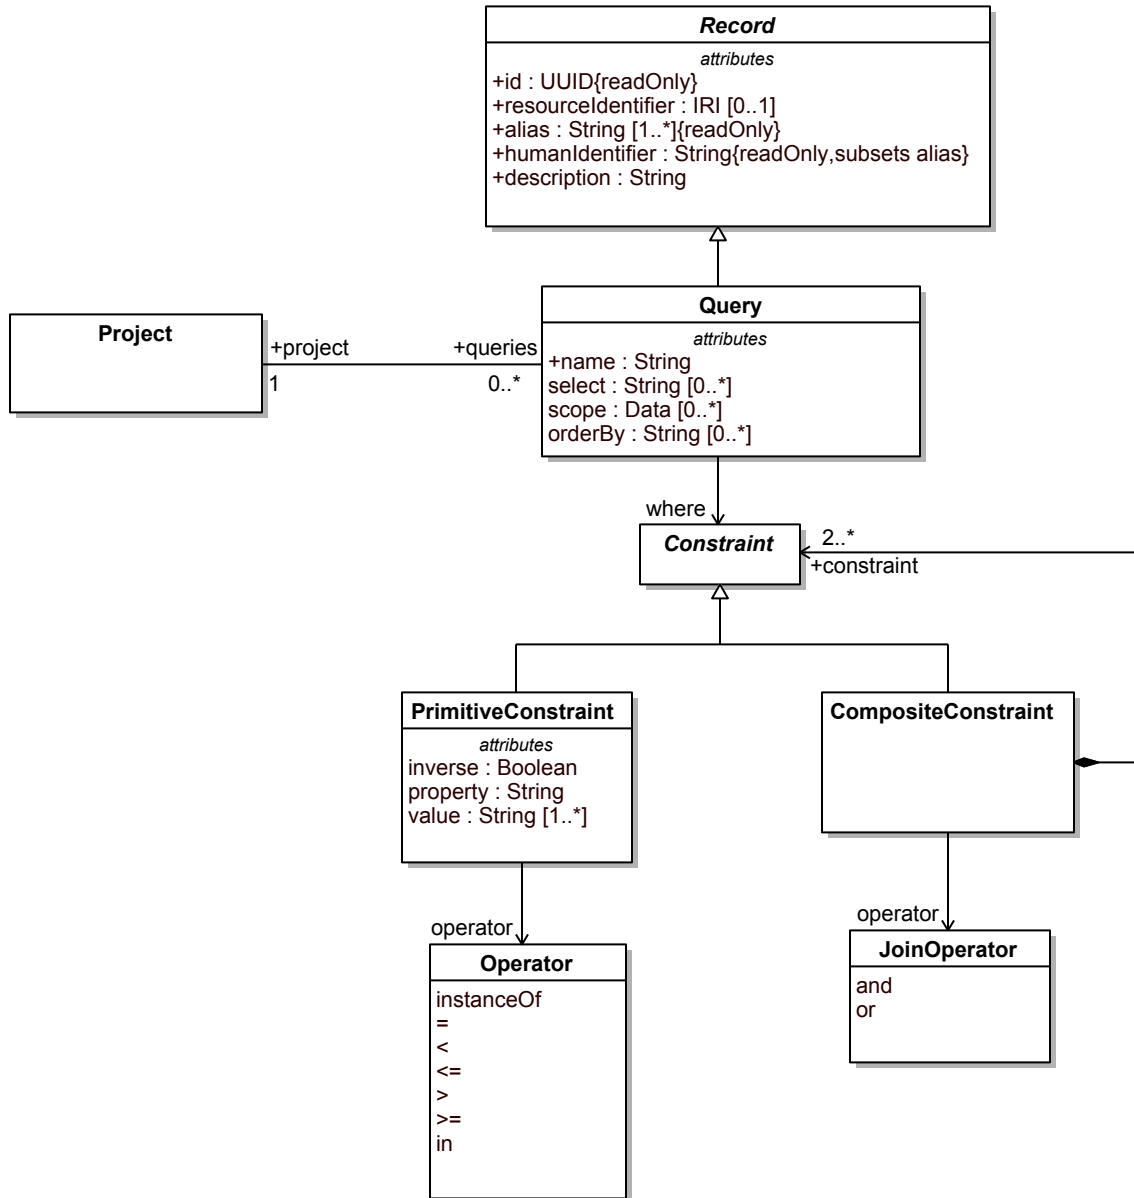 Record
attributes
+id : UUID{readOnly}
+resourceIdentifier : IRI [0..1]
+alias : String [1..*]{readOnly}
+humanIdentifier : String{readOnly,subsets alias}
+description : String
Project
+project
1
+queries
0..*
Query
attributes
+name : String
select : String [0..*]
scope : Data [0..*]
orderBy : String [0..*]
where
Constraint
2..*
+constraint
PrimitiveConstraint
attributes
inverse : Boolean
property : String
value : String [1..*]
CompositeConstraint
operator
Operator
instanceOf
=
<
<=
>
>=
in
operator
JoinOperator
and
or